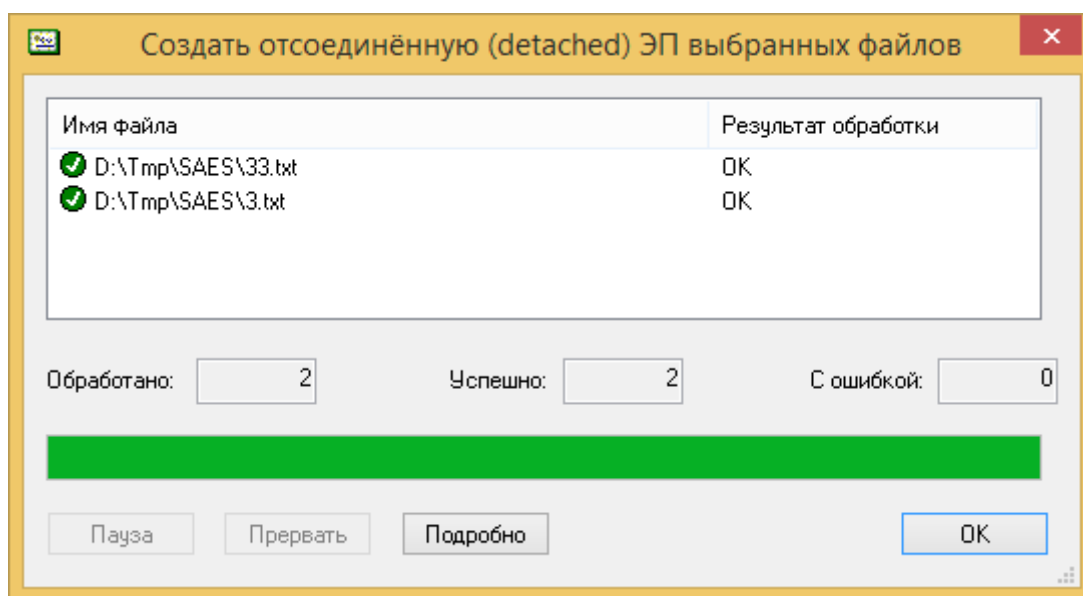 Создать отсоединённую (detached) ЭП выбранных файлов
Имя файла Результат обработки
D:\Tmp\SAES\33.txt OK
D:\Tmp\SAES\3.txt OK
Обработано: 2 Успешно: 2 С ошибкой: 0
Пауза Прервать Подробно OK